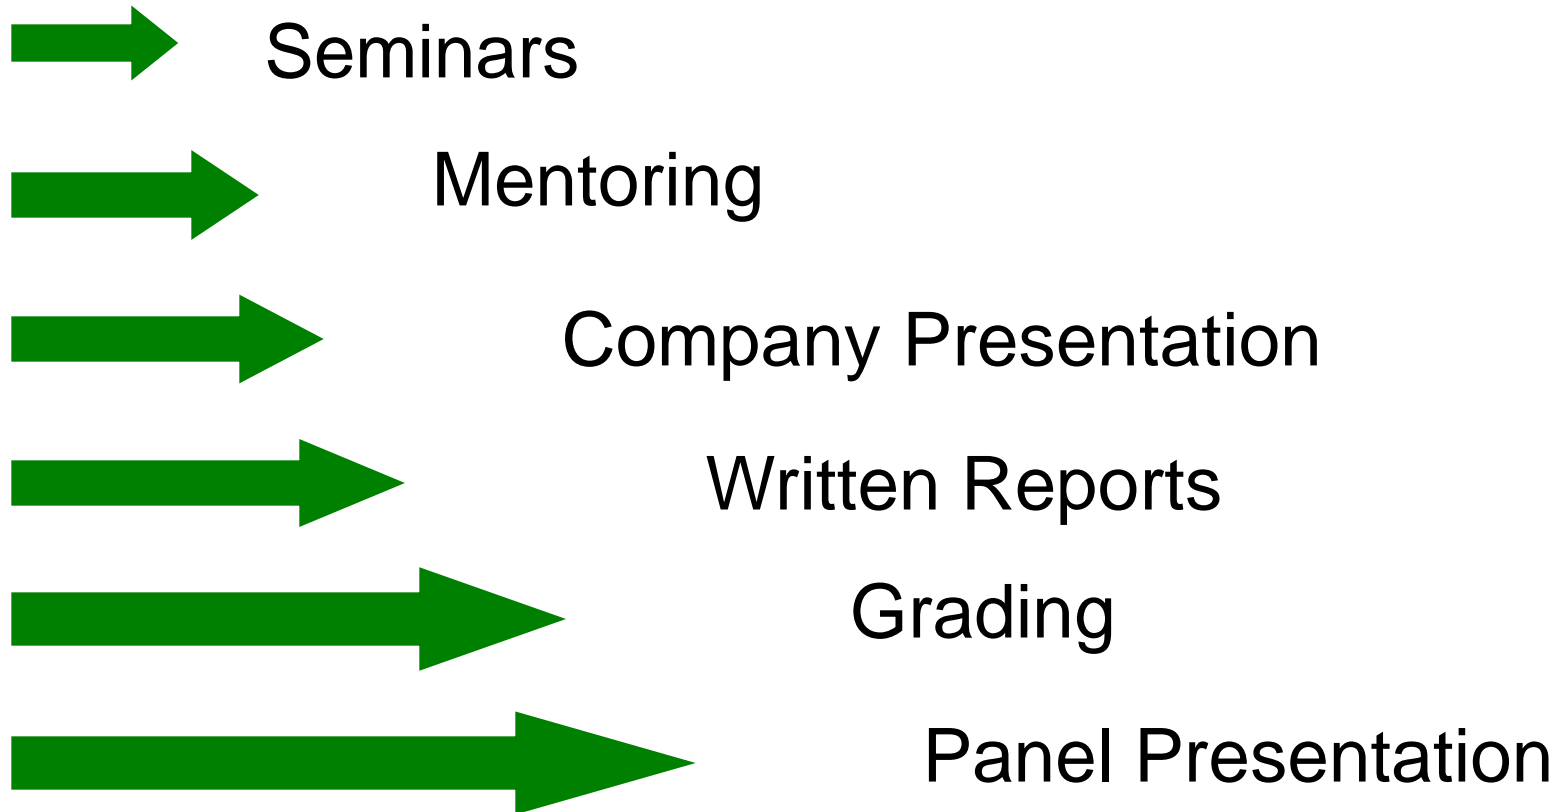 Seminars
Mentoring
Company Presentation
Written Reports
Grading
Panel Presentation